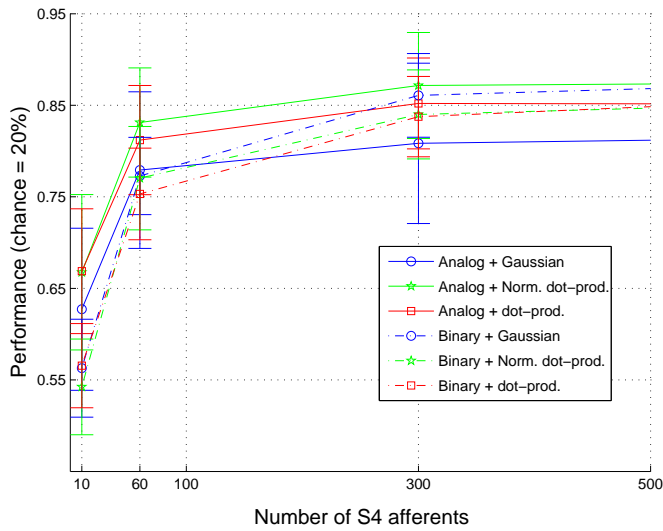 0.95
0.85
0.75
0.65
0.55
Performance (chance = 20%)
Analog + Gaussian
Analog + Norm. dot−prod.
Analog + dot−prod.
Binary + Gaussian
Binary + Norm. dot−prod.
Binary + dot−prod.
10 60 100 300 500
Number of S4 afferents